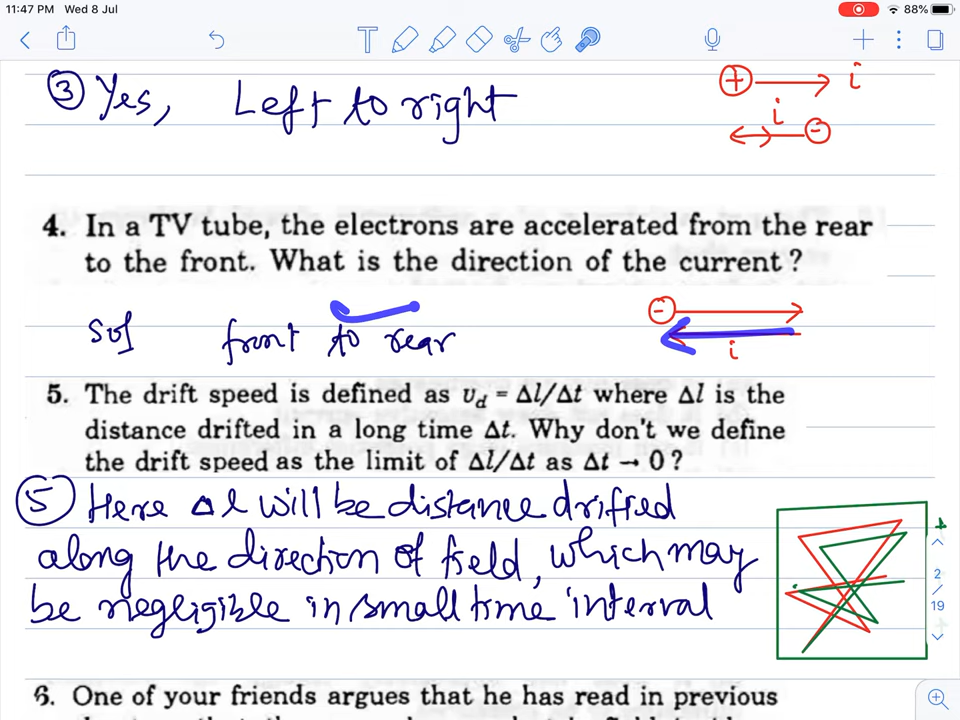 11:47 PM Wed 8 Jul
88%
③ Yes, Left to right
+ i
i
-
4. In a TV tube, the electrons are accelerated from the rear
to the front. What is the direction of the current ?
Sol front to rear
-
i
5. The drift speed is defined as v_d = Δl/Δt where Δl is the
distance drifted in a long time Δt. Why don't we define
the drift speed as the limit of Δl/Δt as Δt → 0 ?
⑤ Here Δl will be distance drifted
along the direction of field, which may
be negligible in small time interval
2
/
19
6. One of your friends argues that he has read in previous